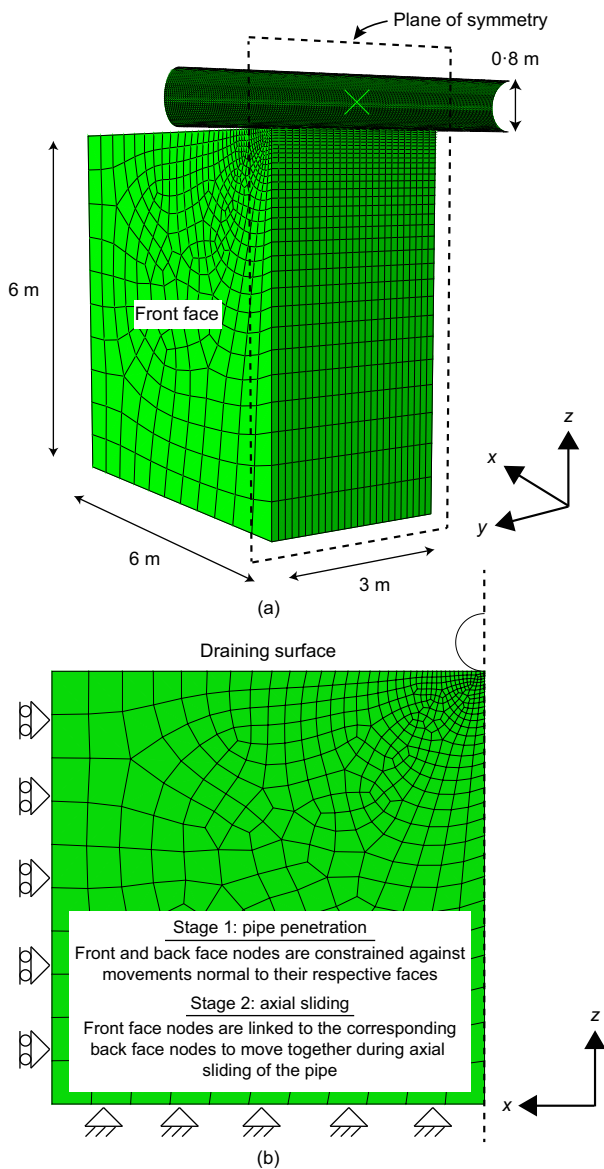 Plane of symmetry
0·8 m
6 m
Front face
z
x
y
6 m
3 m
(a)
Draining surface
Stage 1: pipe penetration
Front and back face nodes are constrained against
movements normal to their respective faces
Stage 2: axial sliding
Front face nodes are linked to the corresponding
back face nodes to move together during axial
sliding of the pipe
z
x
(b)